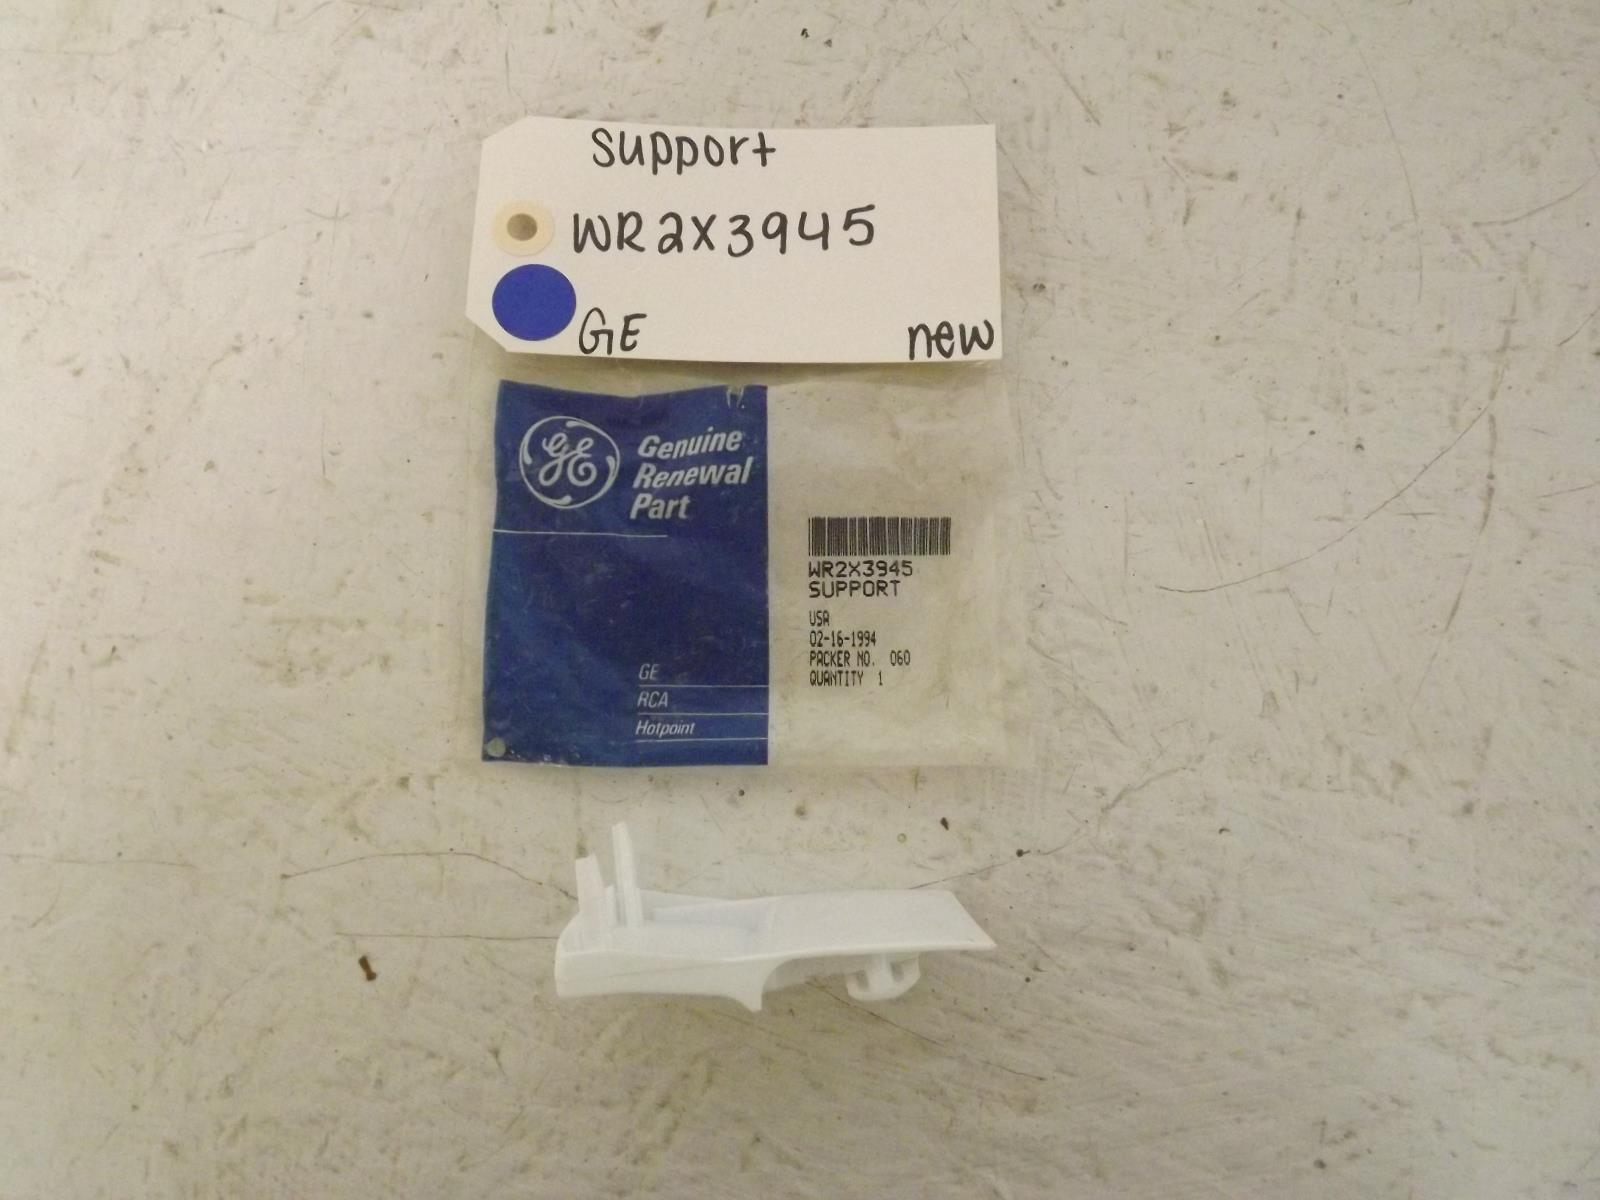 support
WR2X3945
GE
new
GE
Genuine
Renewal
Part
GE
RCA
Hotpoint
WR2X3945
SUPPORT
USA
02-16-1994
PACKER NO. 060
QUANTITY 1